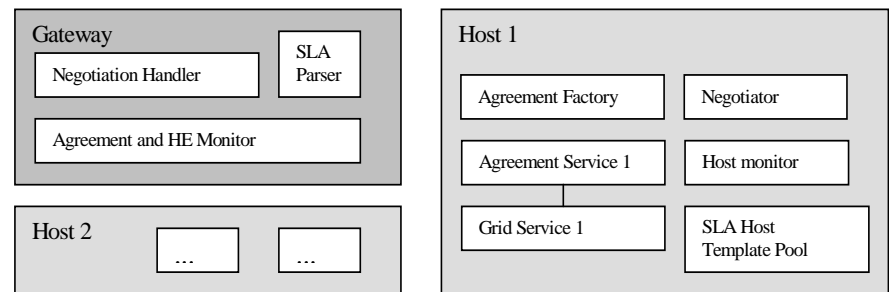 Gateway
Negotiation Handler
SLA
Parser
Agreement and HE Monitor
Host 2
...
...
Host 1
Agreement Factory
Negotiator
Agreement Service 1
Host monitor
Grid Service 1
SLA Host
Template Pool